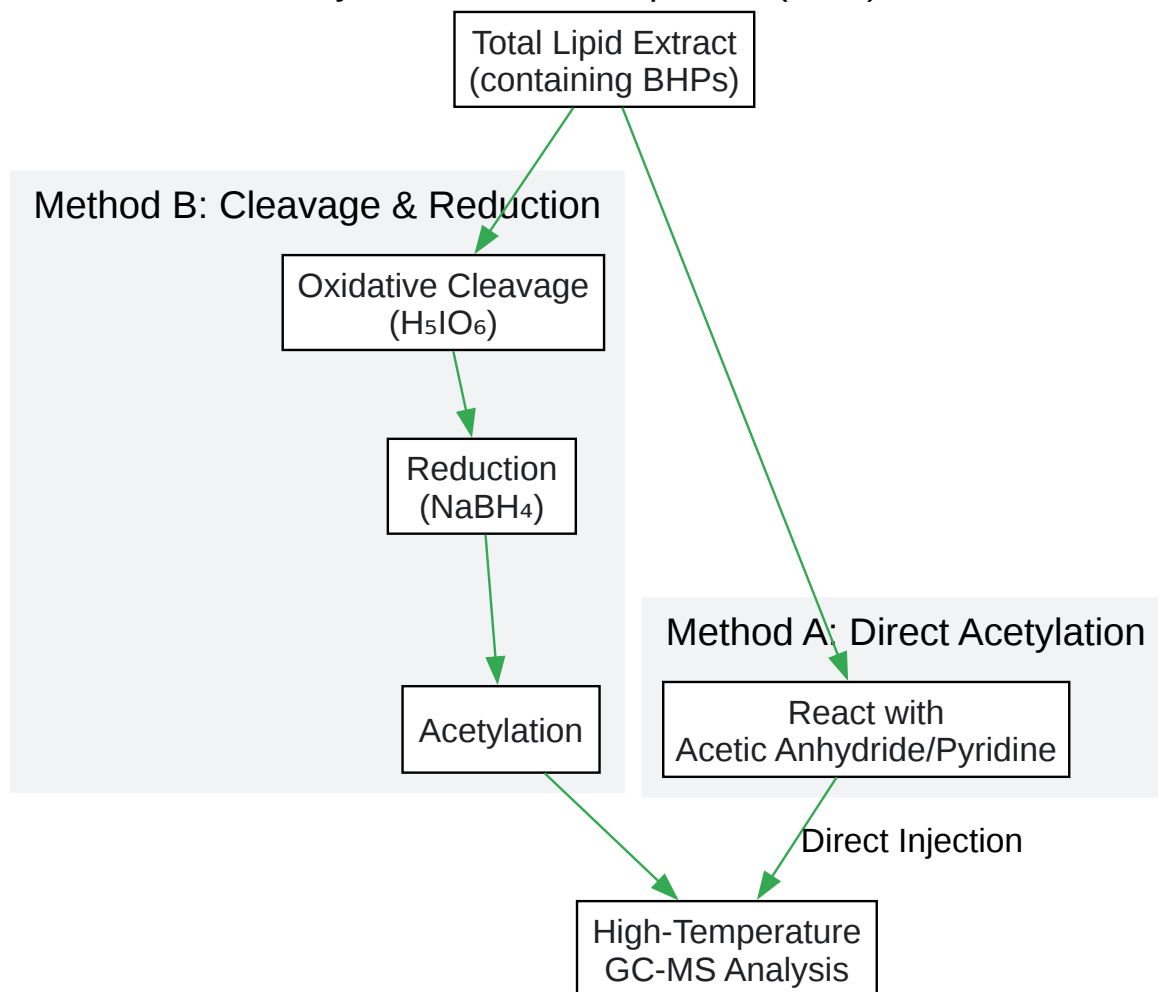 Total Lipid Extract
(containing BHPs)
Method B: Cleavage & Reduction
Oxidative Cleavage
(H₅IO₆)
Reduction
(NaBH₄)
Acetylation
Method A: Direct Acetylation
React with
Acetic Anhydride/Pyridine
Direct Injection
High-Temperature
GC-MS Analysis